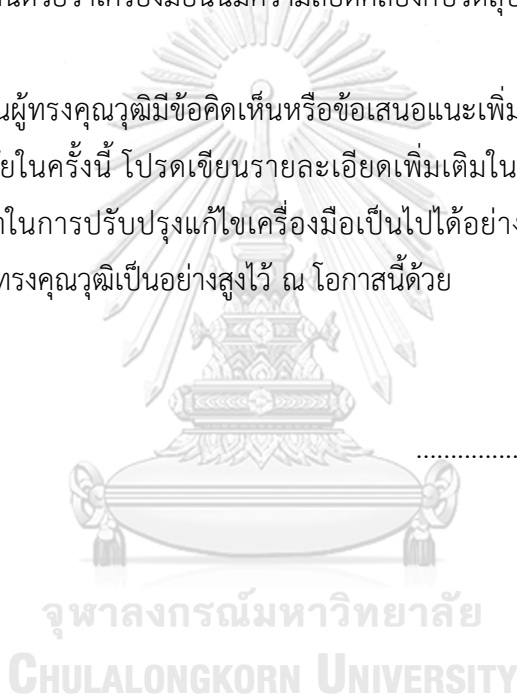 ผู้ทรงคุณวุฒิมีข้อคิดเห็นหรือข้อเสนอแนะเพิ่ม
ยในครั้งนี้ โปรดเขียนรายละเอียดเพิ่มเติมใน
ในการปรับปรุงแก้ไขเครื่องมือเป็นไปได้อย่าง
ทรงคุณวุฒิเป็นอย่างสูงไว้ ณ โอกาสนี้ด้วย
................
จุฬาลงกรณ์มหาวิทยาลัย
CHULALONGKORN UNIVERSITY